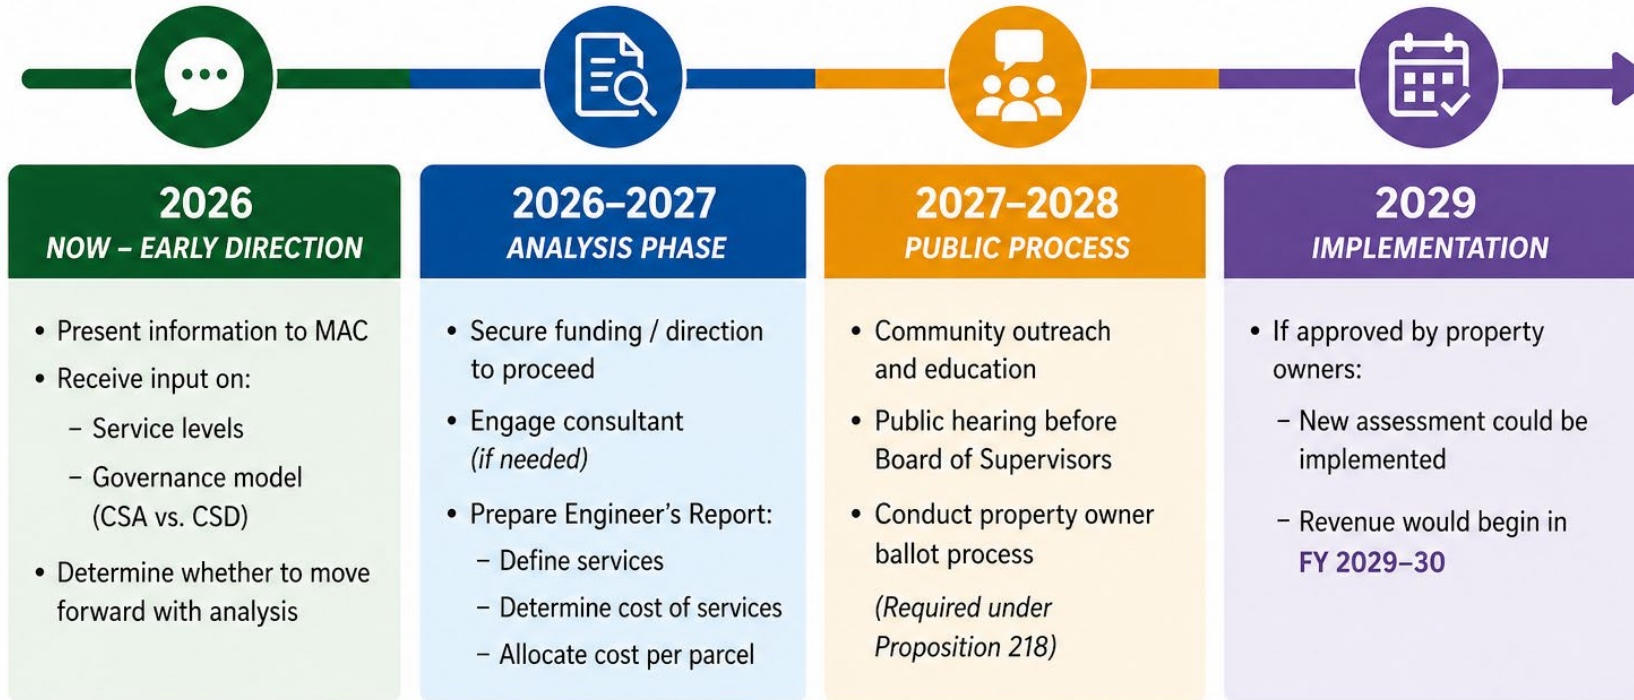 2026
NOW – EARLY DIRECTION
• Present information to MAC
• Receive input on:
– Service levels
– Governance model
(CSA vs. CSD)
• Determine whether to move
forward with analysis
2026–2027
ANALYSIS PHASE
• Secure funding / direction
to proceed
• Engage consultant
(if needed)
• Prepare Engineer’s Report:
– Define services
– Determine cost of services
– Allocate cost per parcel
2027–2028
PUBLIC PROCESS
• Community outreach
and education
• Public hearing before
Board of Supervisors
• Conduct property owner
ballot process
(Required under
Proposition 218)
2029
IMPLEMENTATION
• If approved by property
owners:
– New assessment could be
implemented
– Revenue would begin in
FY 2029–30